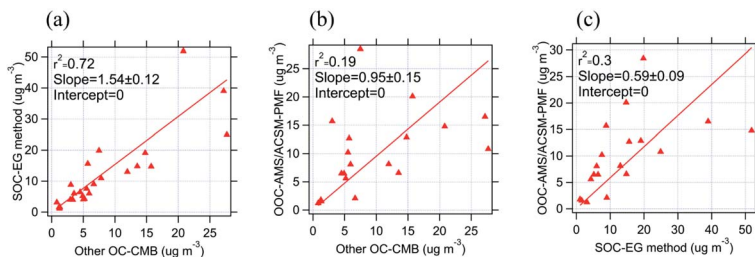 (a)
r²=0.72
Slope=1.54±0.12
Intercept=0
SOC-EG method (ug m⁻³)
50
40
30
20
10
0
5
10
15
20
25
Other OC-CMB (ug m⁻³)
(b)
r²=0.19
Slope=0.95±0.15
Intercept=0
OOC-AMS/ACSM-PMF (ug m⁻³)
25
20
15
10
5
0
0
5
10
15
20
25
Other OC-CMB (ug m⁻³)
(c)
r²=0.3
Slope=0.59±0.09
Intercept=0
OOC-AMS/ACSM-PMF (ug m⁻³)
30
25
20
15
10
5
0
0
10
20
30
40
50
SOC-EG method (ug m⁻³)